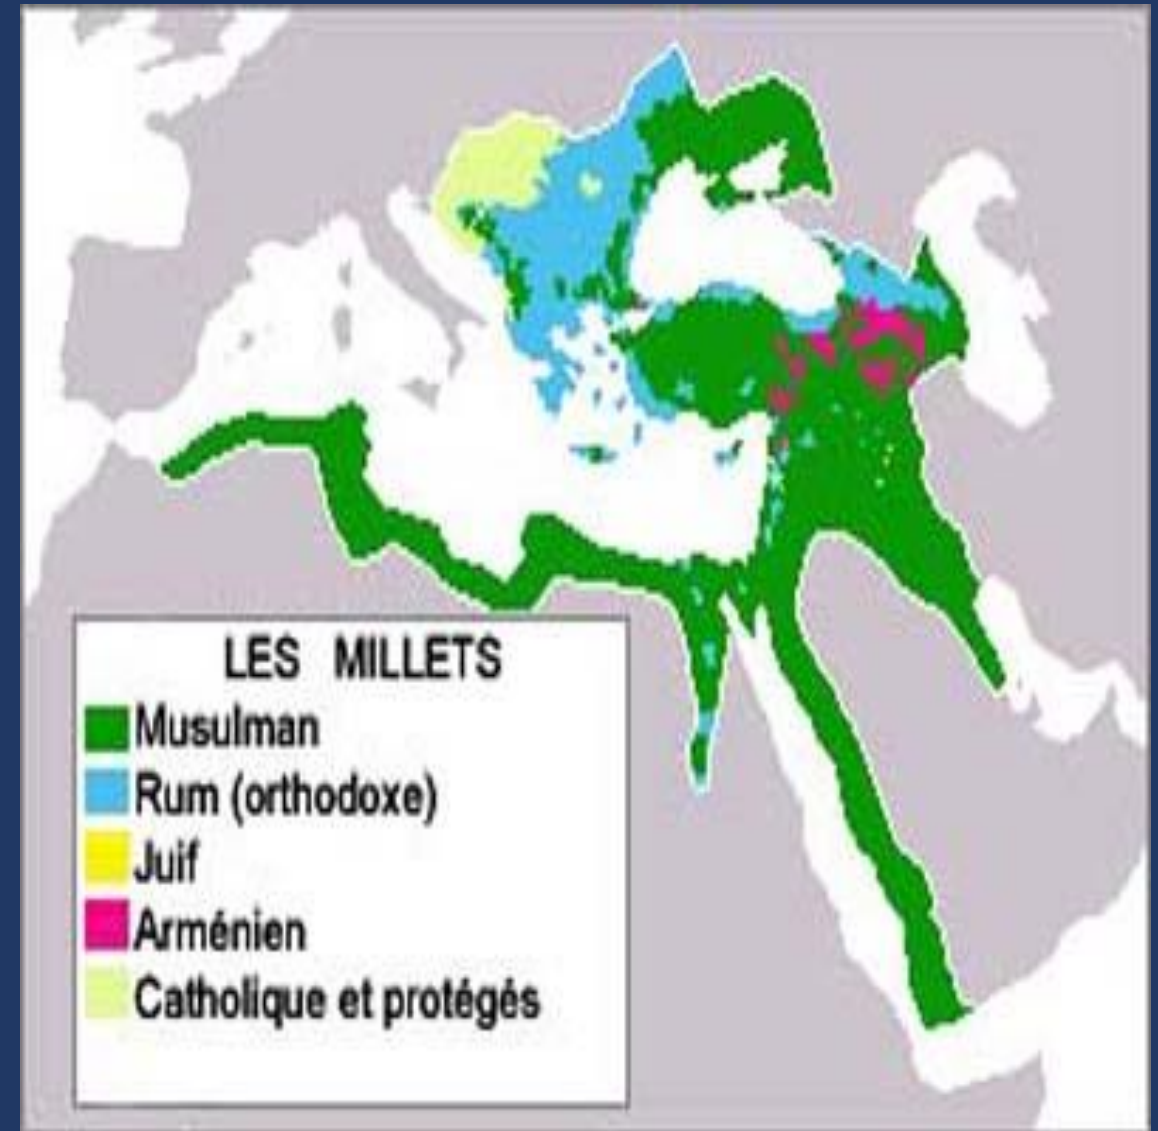 LES MILLETS
Musulman
Rum (orthodoxe)
Juif
Arménien
Catholique et protégés